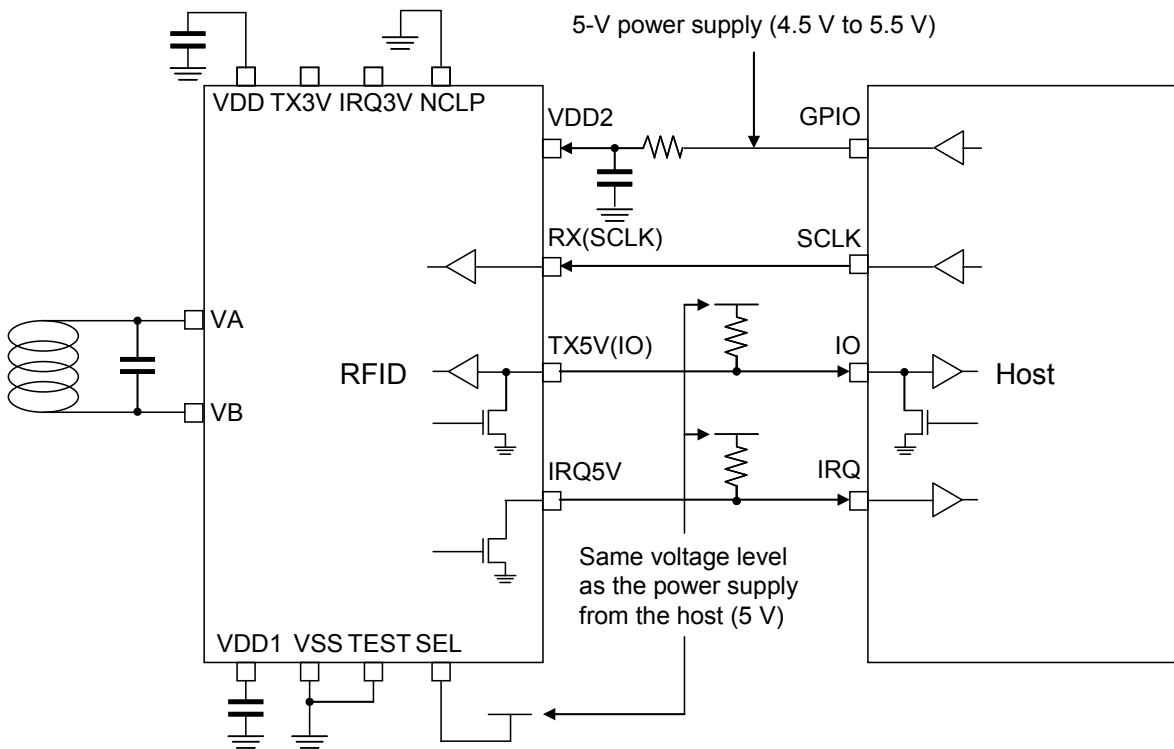 5-V power supply (4.5 V to 5.5 V)
VDD TX3V IRQ3V NCLP
VDD2
GPIO
RX(SCLK)
SCLK
VA
TX5V(IO)
IO
RFID
Host
VB
IRQ5V
IRQ
Same voltage level
as the power supply
from the host (5 V)
VDD1 VSS TEST SEL